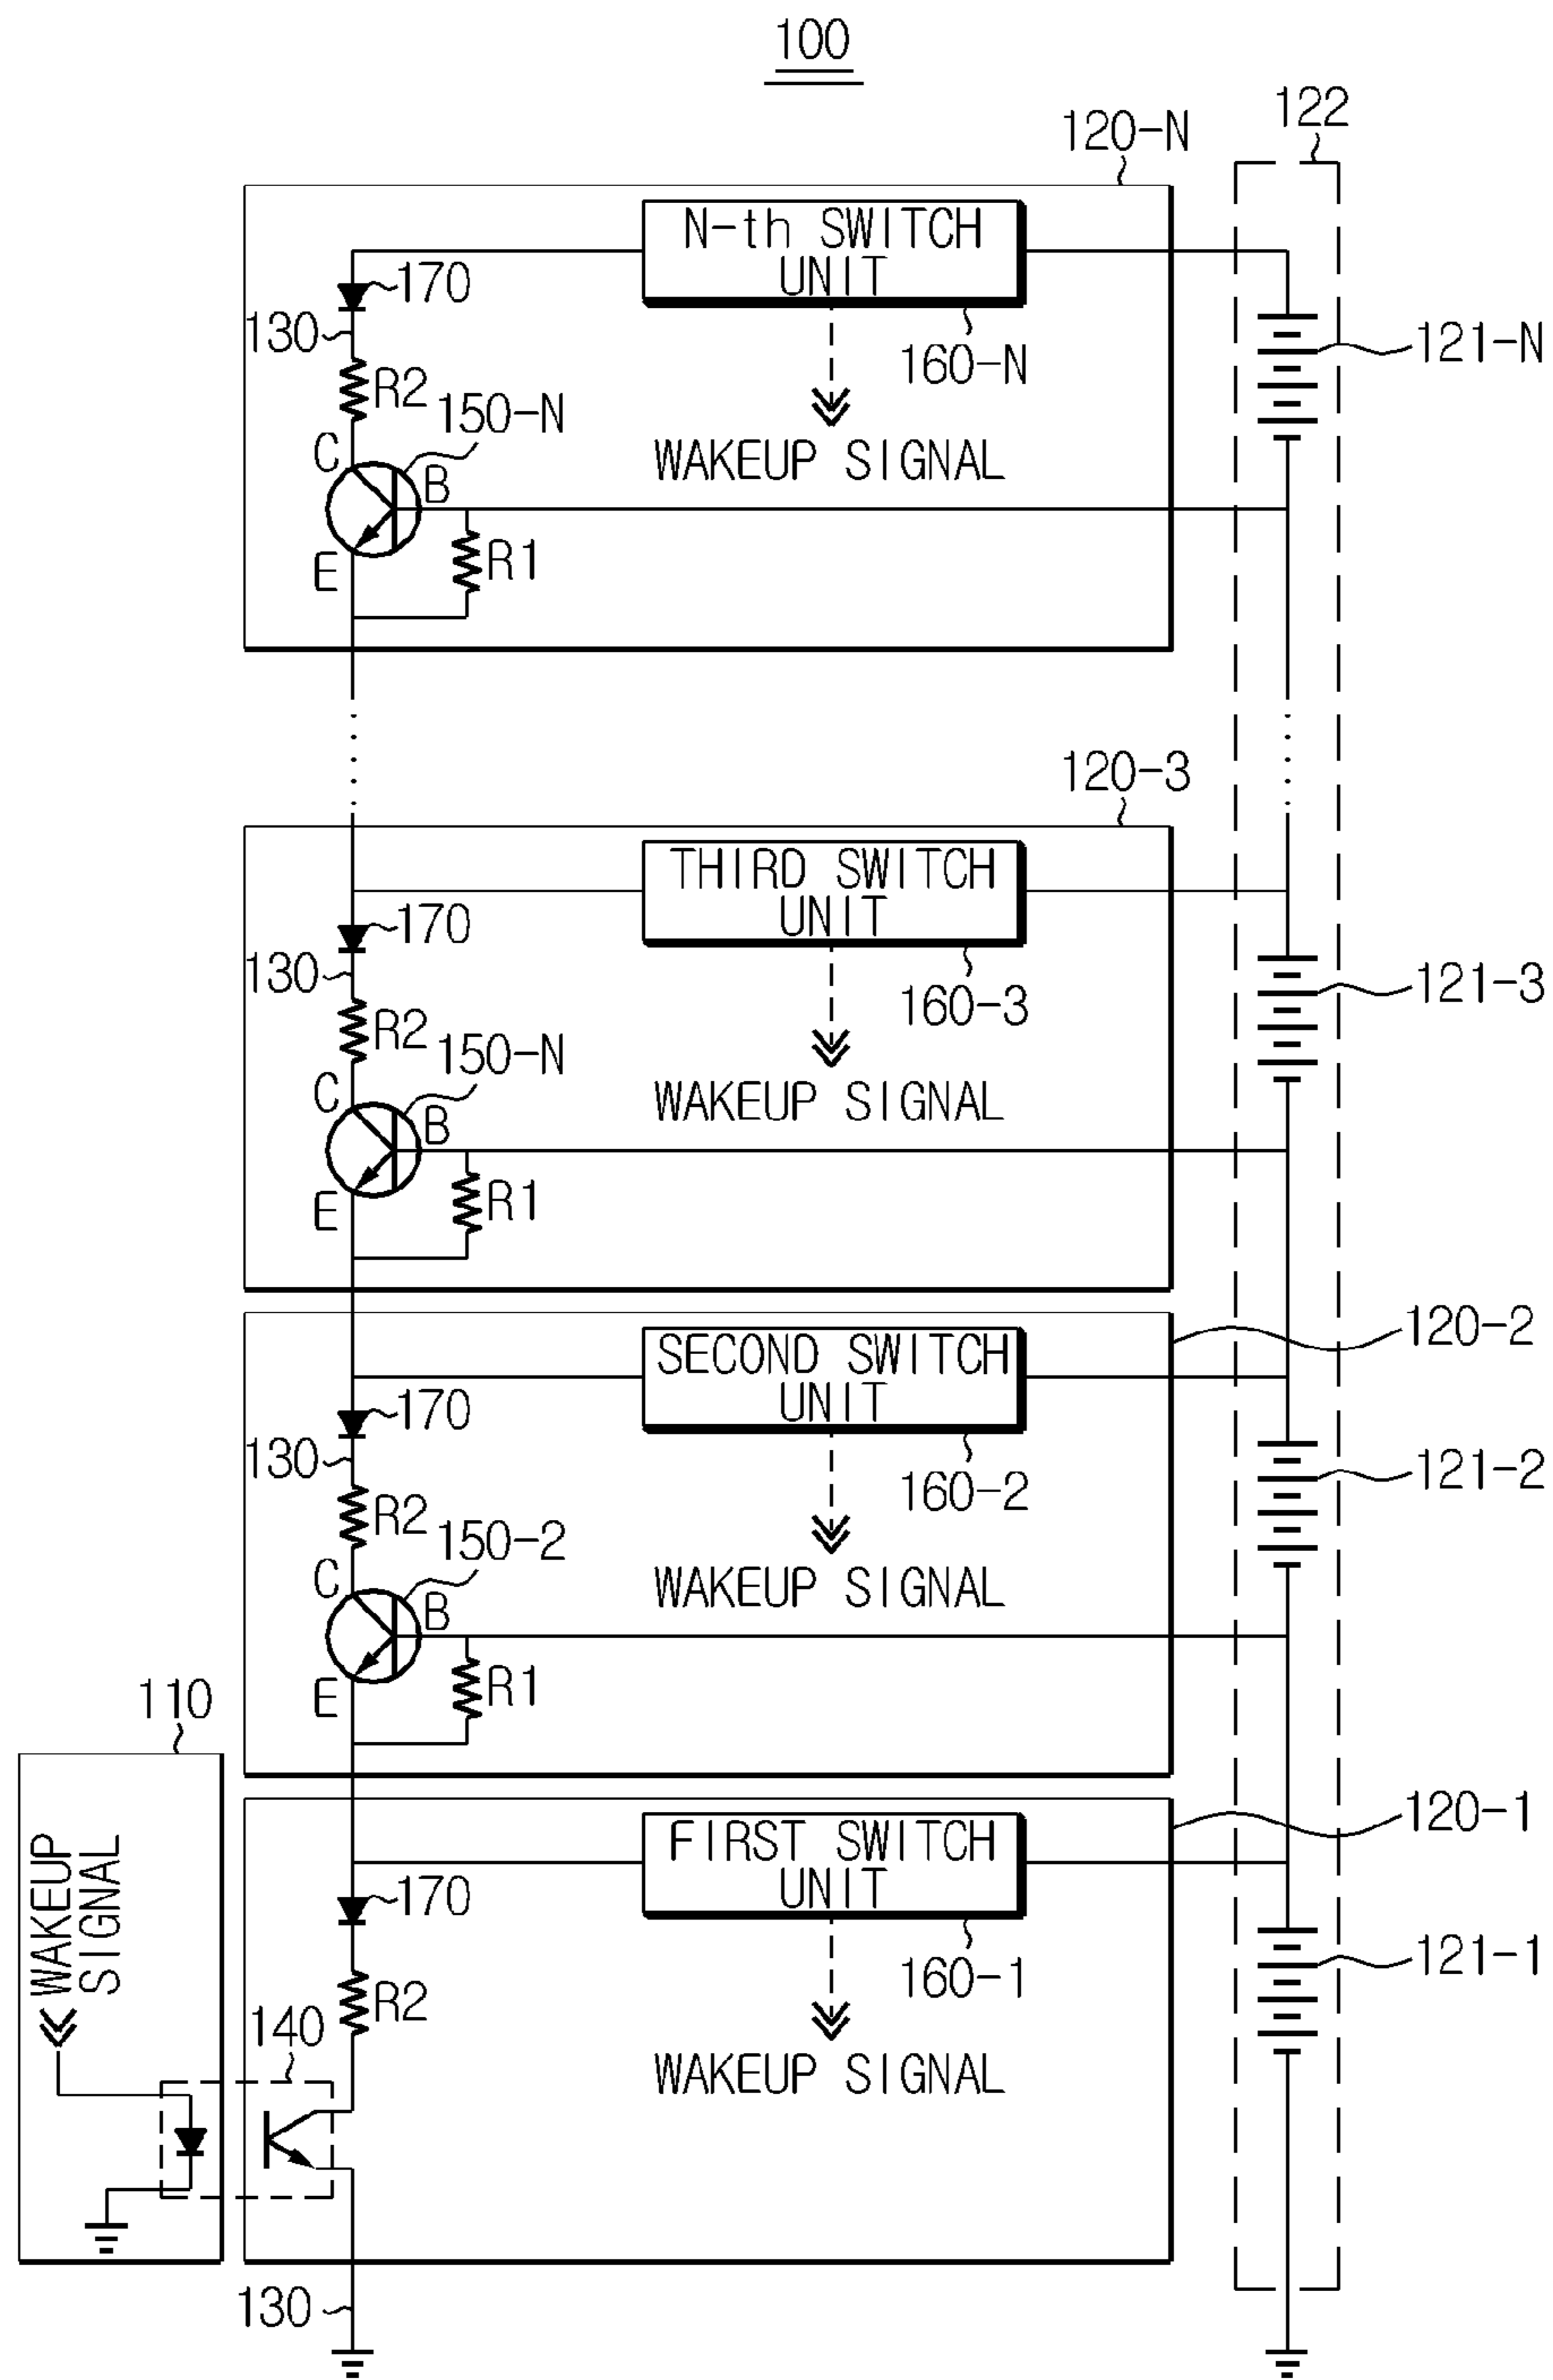 100
120-N
122
N-th SWITCH
UNIT
170
130
160-N
121-N
R2
150-N
C
B
WAKEUP SIGNAL
E
R1
120-3
THIRD SWITCH
UNIT
170
130
160-3
121-3
R2
150-N
C
B
WAKEUP SIGNAL
E
R1
120-2
SECOND SWITCH
UNIT
170
130
160-2
121-2
R2
150-2
C
B
WAKEUP SIGNAL
E
R1
110
120-1
FIRST SWITCH
UNIT
WAKEUP
SIGNAL
170
160-1
121-1
R2
140
WAKEUP SIGNAL
130